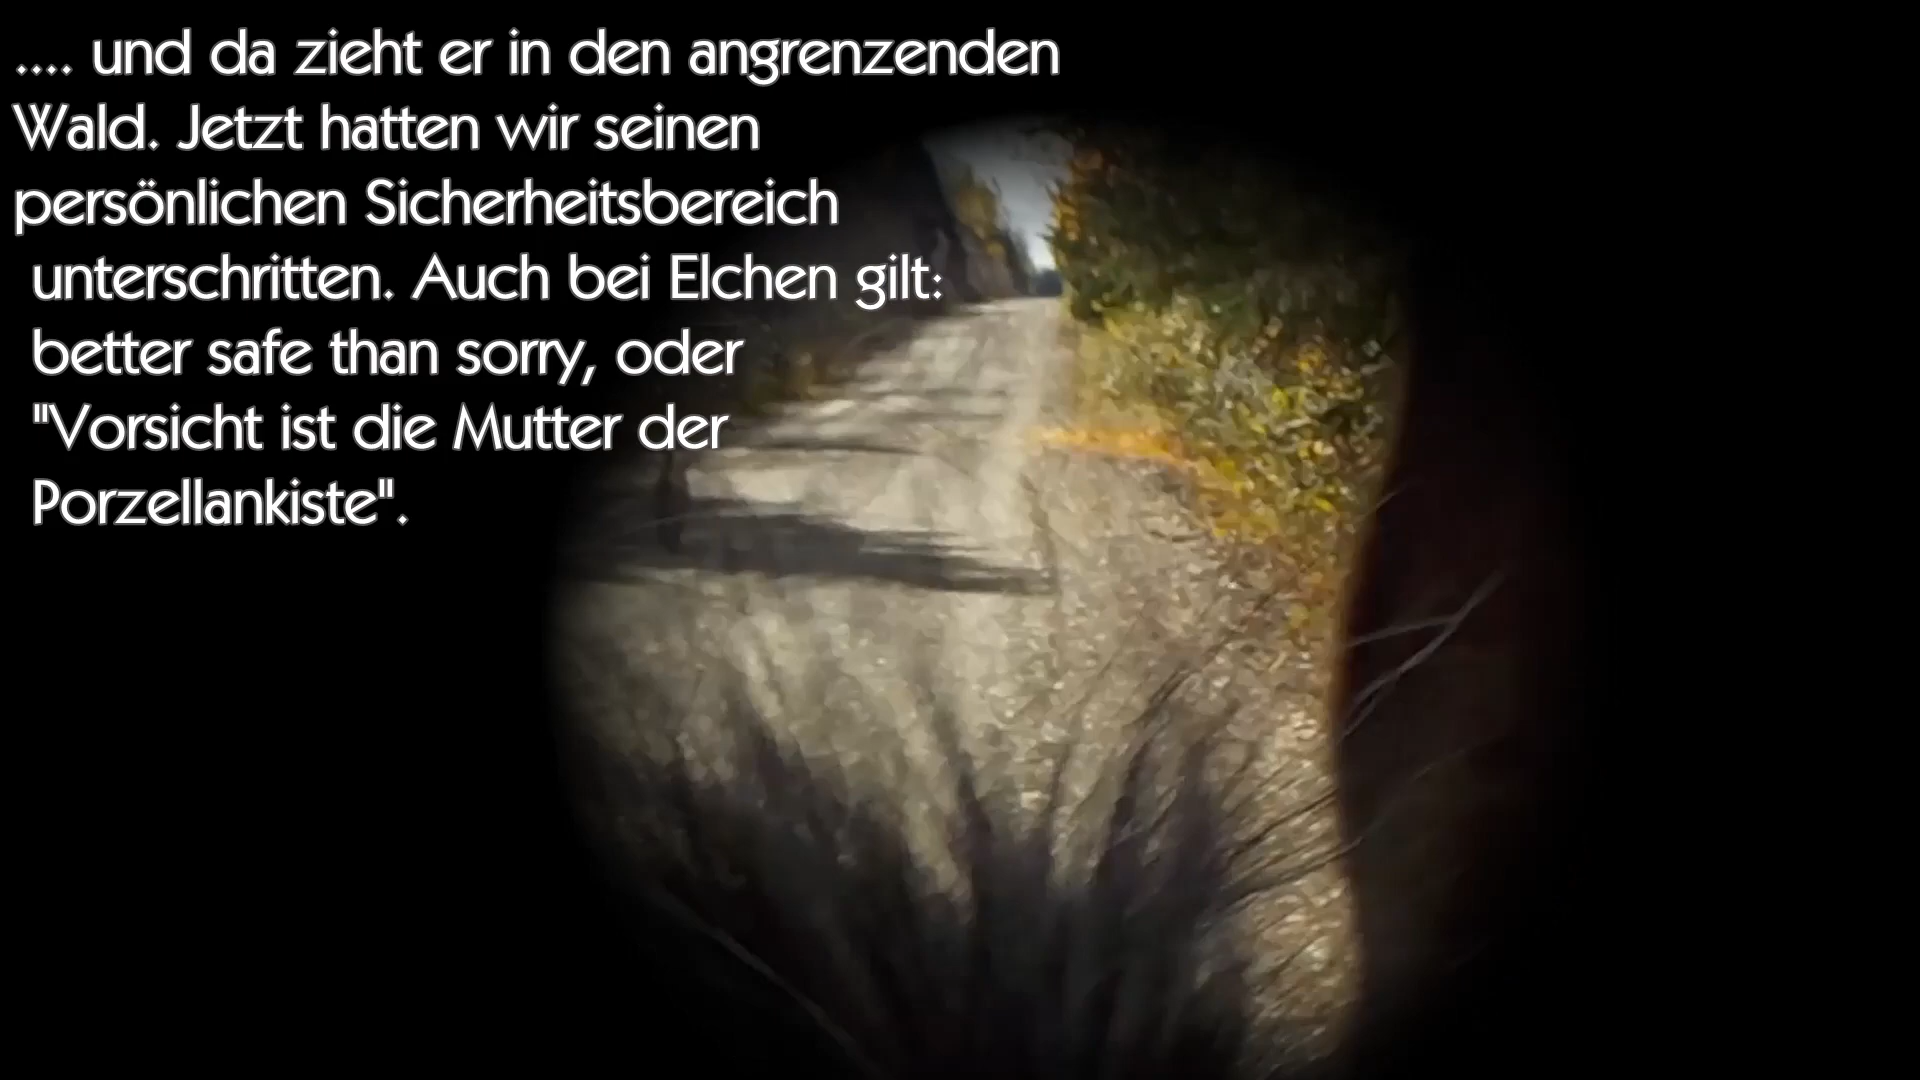 .... und da zieht er in den angrenzenden
Wald. Jetzt hatten wir seinen
persönlichen Sicherheitsbereich
unterschritten. Auch bei Elchen gilt:
better safe than sorry, oder
"Vorsicht ist die Mutter der
Porzellankiste".